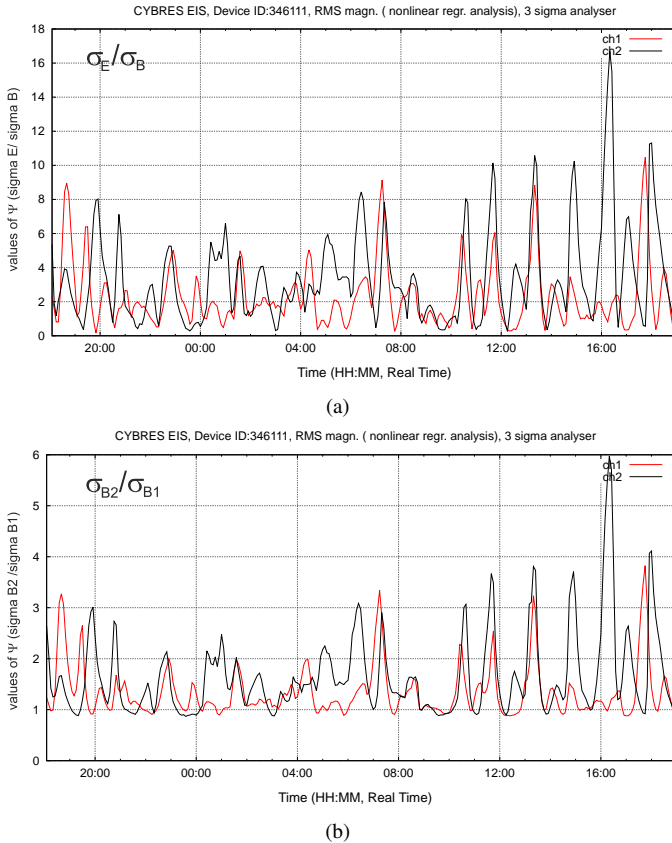 CYBRES EIS, Device ID:346111, RMS magn. ( nonlinear regr. analysis), 3 sigma analyser
18
16
14
12
10
8
6
4
2
0
σE/σB
ch1
ch2
values of Ψ (sigma E/ sigma B)
20:00 00:00 04:00 08:00 12:00 16:00
Time (HH:MM, Real Time)
(a)
CYBRES EIS, Device ID:346111, RMS magn. ( nonlinear regr. analysis), 3 sigma analyser
6
5
4
3
2
1
0
σB2/σB1
ch1
ch2
values of Ψ (sigma B2 /sigma B1)
20:00 00:00 04:00 08:00 12:00 16:00
Time (HH:MM, Real Time)
(b)